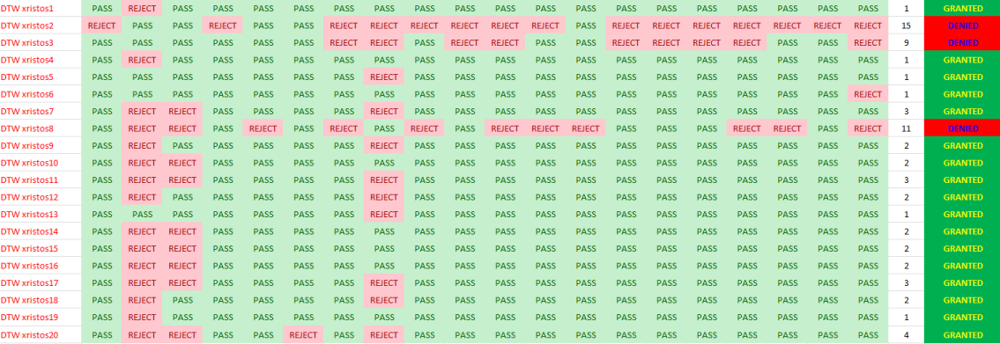 DTW xristos1 PASS REJECT PASS PASS PASS PASS PASS PASS PASS PASS PASS PASS PASS PASS PASS PASS PASS PASS PASS PASS 1 GRANTED
DTW xristos2 REJECT PASS PASS REJECT PASS PASS REJECT REJECT REJECT REJECT REJECT REJECT PASS REJECT REJECT REJECT REJECT REJECT REJECT REJECT 15 DENIED
DTW xristos3 PASS PASS PASS PASS PASS PASS REJECT REJECT PASS REJECT REJECT PASS PASS REJECT REJECT REJECT REJECT PASS PASS REJECT 9 DENIED
DTW xristos4 PASS REJECT PASS PASS PASS PASS PASS PASS PASS PASS PASS PASS PASS PASS PASS PASS PASS PASS PASS PASS 1 GRANTED
DTW xristos5 PASS PASS PASS PASS PASS PASS PASS REJECT PASS PASS PASS PASS PASS PASS PASS PASS PASS PASS PASS PASS 1 GRANTED
DTW xristos6 PASS PASS PASS PASS PASS PASS PASS PASS PASS PASS PASS PASS PASS PASS PASS PASS PASS PASS PASS REJECT 1 GRANTED
DTW xristos7 PASS REJECT REJECT PASS PASS PASS PASS REJECT PASS PASS PASS PASS PASS PASS PASS PASS PASS PASS PASS PASS 3 GRANTED
DTW xristos8 PASS REJECT REJECT PASS REJECT PASS REJECT PASS REJECT PASS REJECT REJECT REJECT PASS PASS PASS REJECT REJECT PASS REJECT 11 DENIED
DTW xristos9 PASS REJECT PASS PASS PASS PASS PASS REJECT PASS PASS PASS PASS PASS PASS PASS PASS PASS PASS PASS PASS 2 GRANTED
DTW xristos10 PASS REJECT REJECT PASS PASS PASS PASS PASS PASS PASS PASS PASS PASS PASS PASS PASS PASS PASS PASS PASS 2 GRANTED
DTW xristos11 PASS REJECT REJECT PASS PASS PASS PASS REJECT PASS PASS PASS PASS PASS PASS PASS PASS PASS PASS PASS PASS 3 GRANTED
DTW xristos12 PASS REJECT PASS PASS PASS PASS PASS REJECT PASS PASS PASS PASS PASS PASS PASS PASS PASS PASS PASS PASS 2 GRANTED
DTW xristos13 PASS PASS PASS PASS PASS PASS PASS REJECT PASS PASS PASS PASS PASS PASS PASS PASS PASS PASS PASS PASS 1 GRANTED
DTW xristos14 PASS REJECT REJECT PASS PASS PASS PASS PASS PASS PASS PASS PASS PASS PASS PASS PASS PASS PASS PASS PASS 2 GRANTED
DTW xristos15 PASS REJECT REJECT PASS PASS PASS PASS PASS PASS PASS PASS PASS PASS PASS PASS PASS PASS PASS PASS PASS 2 GRANTED
DTW xristos16 PASS REJECT REJECT PASS PASS PASS PASS PASS PASS PASS PASS PASS PASS PASS PASS PASS PASS PASS PASS PASS 2 GRANTED
DTW xristos17 PASS REJECT REJECT PASS PASS PASS PASS REJECT PASS PASS PASS PASS PASS PASS PASS PASS PASS PASS PASS PASS 3 GRANTED
DTW xristos18 PASS REJECT PASS PASS PASS PASS PASS REJECT PASS PASS PASS PASS PASS PASS PASS PASS PASS PASS PASS PASS 2 GRANTED
DTW xristos19 PASS REJECT PASS PASS PASS PASS PASS PASS PASS PASS PASS PASS PASS PASS PASS PASS PASS PASS PASS PASS 1 GRANTED
DTW xristos20 PASS REJECT REJECT PASS PASS REJECT PASS REJECT PASS PASS PASS PASS PASS PASS PASS PASS PASS PASS PASS PASS 4 GRANTED